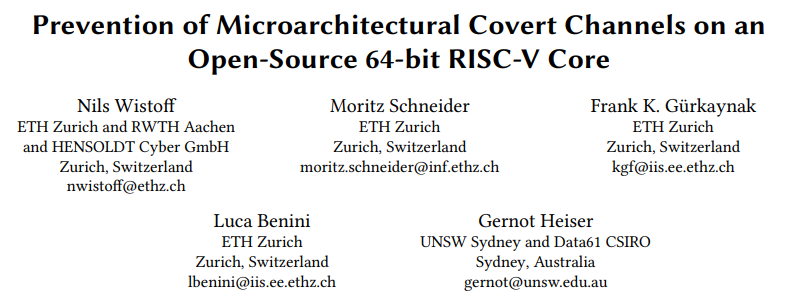 Prevention of Microarchitectural Covert Channels on an
Open-Source 64-bit RISC-V Core
Nils Wistoff
ETH Zurich and RWTH Aachen
and HENSOLDT Cyber GmbH
Zurich, Switzerland
nwistoff@ethz.ch
Moritz Schneider
ETH Zurich
Zurich, Switzerland
moritz.schneider@inf.ethz.ch
Frank K. Gürkaynak
ETH Zurich
Zurich, Switzerland
kgf@iis.ee.ethz.ch
Luca Benini
ETH Zurich
Zurich, Switzerland
lbenini@iis.ee.ethz.ch
Gernot Heiser
UNSW Sydney and Data61 CSIRO
Sydney, Australia
gernot@unsw.edu.au